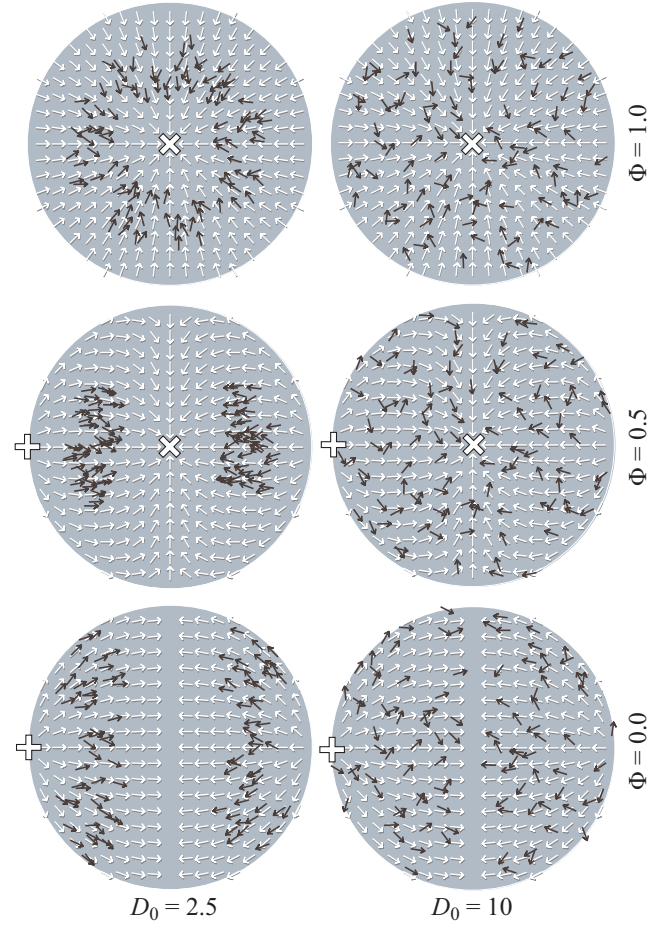 Φ = 1.0
Φ = 0.5
Φ = 0.0
D₀ = 2.5
D₀ = 10